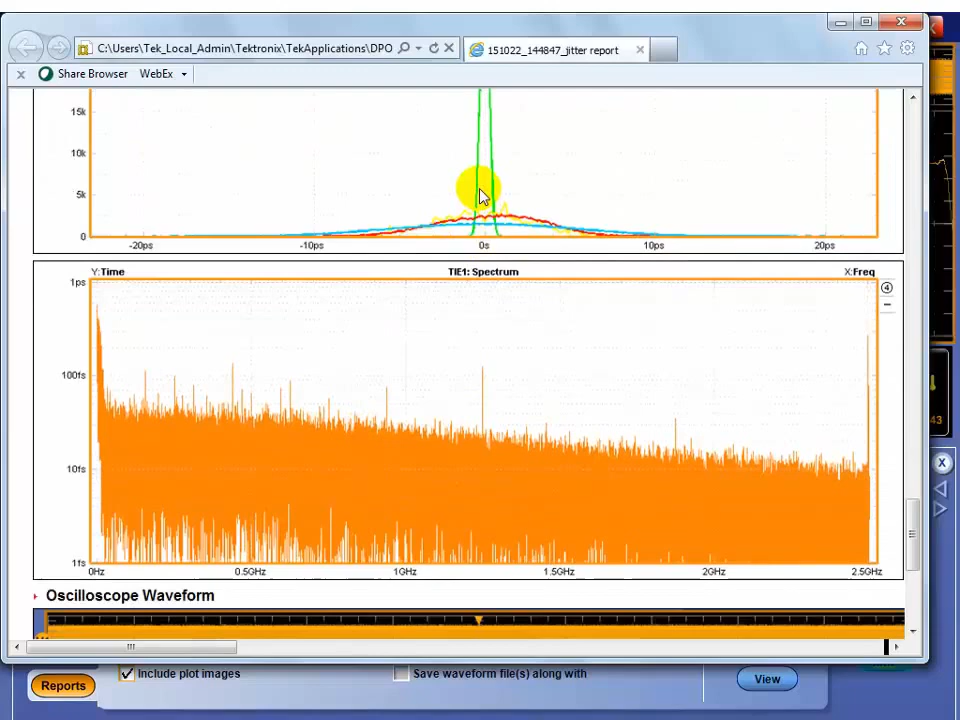 C:\Users\Tek_Local_Admin\Tektronix\TekApplications\DPO
151022_144847_jitter report
x Share Browser WebEx
15k
10k
5k
0
-20ps -10ps 0s 10ps 20ps
Y:Time TIE1: Spectrum X:Freq
4
1ps
100fs
10fs
1fs
0Hz 0.5GHz 1GHz 1.5GHz 2GHz 2.5GHz
43
X
Oscilloscope Waveform
Reports Include plot images Save waveform file(s) along with View